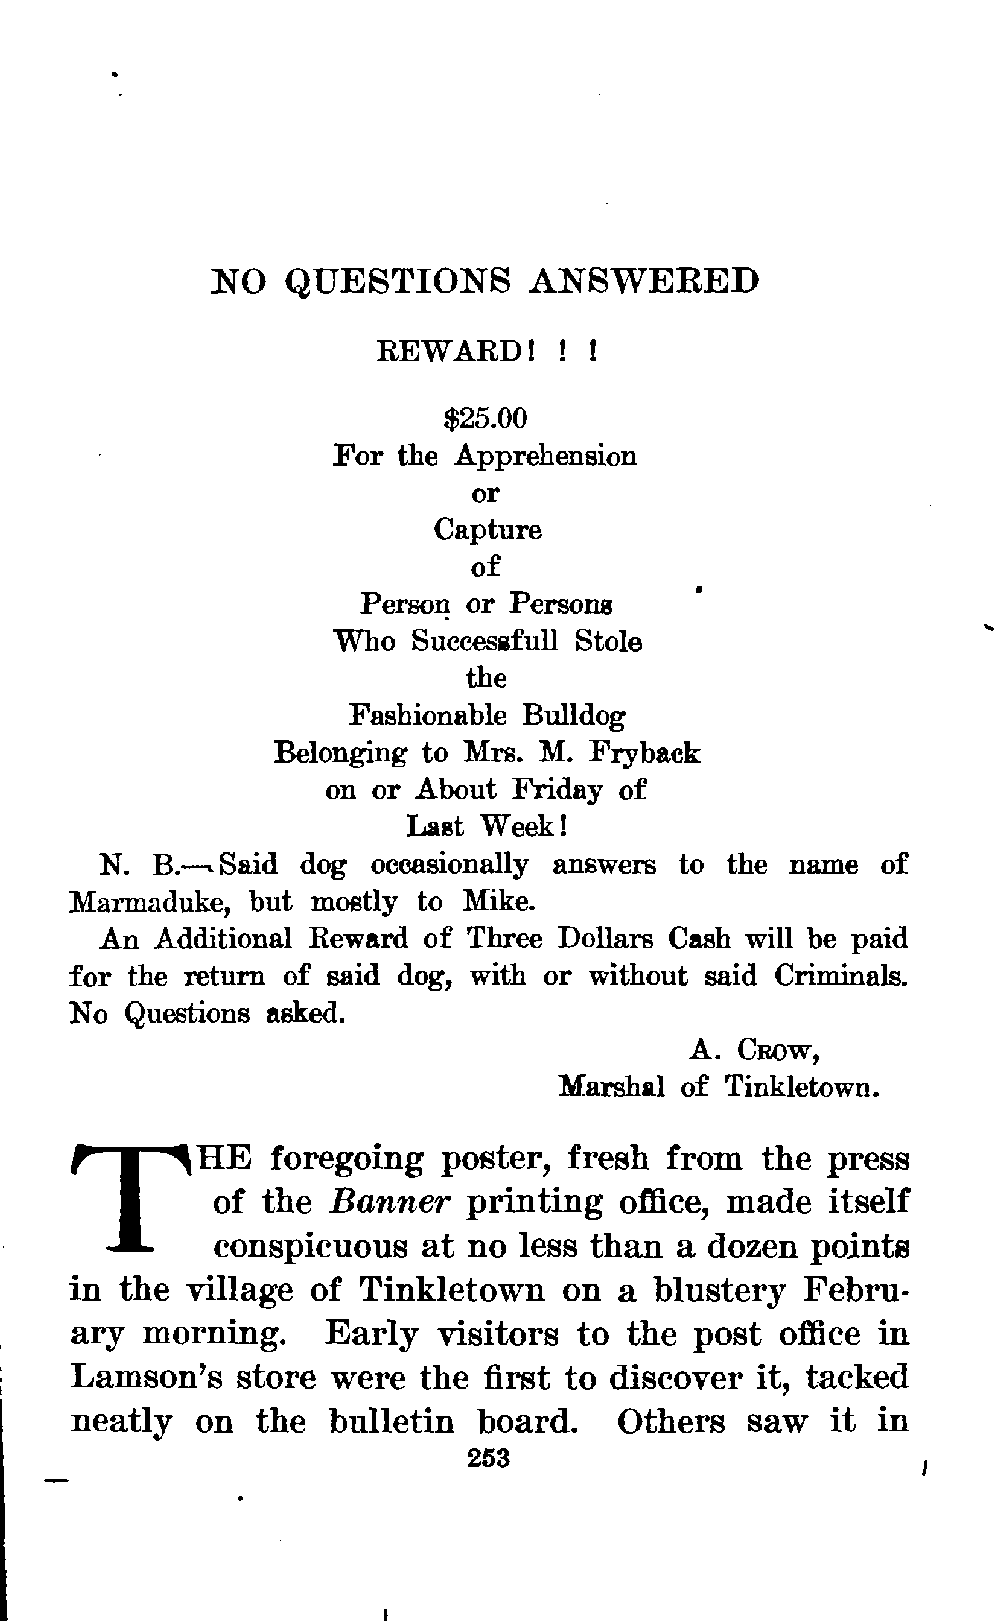 NO QUESTIONS ANSWERED
REWARD! ! !
$25.00
For the Apprehension
or
Capture
of
Person or Persons
Who Successfull Stole
the
Fashionable Bulldog
Belonging to Mrs. M. Fryback
on or About Friday of
Last Week!
N. B.—Said dog occasionally answers to the name of
Marmaduke, but mostly to Mike.
An Additional Reward of Three Dollars Cash will be paid
for the return of said dog, with or without said Criminals.
No Questions asked.
A. CROW,
Marshal of Tinkletown.
THE foregoing poster, fresh from the press
of the Banner printing office, made itself
conspicuous at no less than a dozen points
in the village of Tinkletown on a blustery Febru-
ary morning. Early visitors to the post office in
Lamson's store were the first to discover it, tacked
neatly on the bulletin board. Others saw it in
253